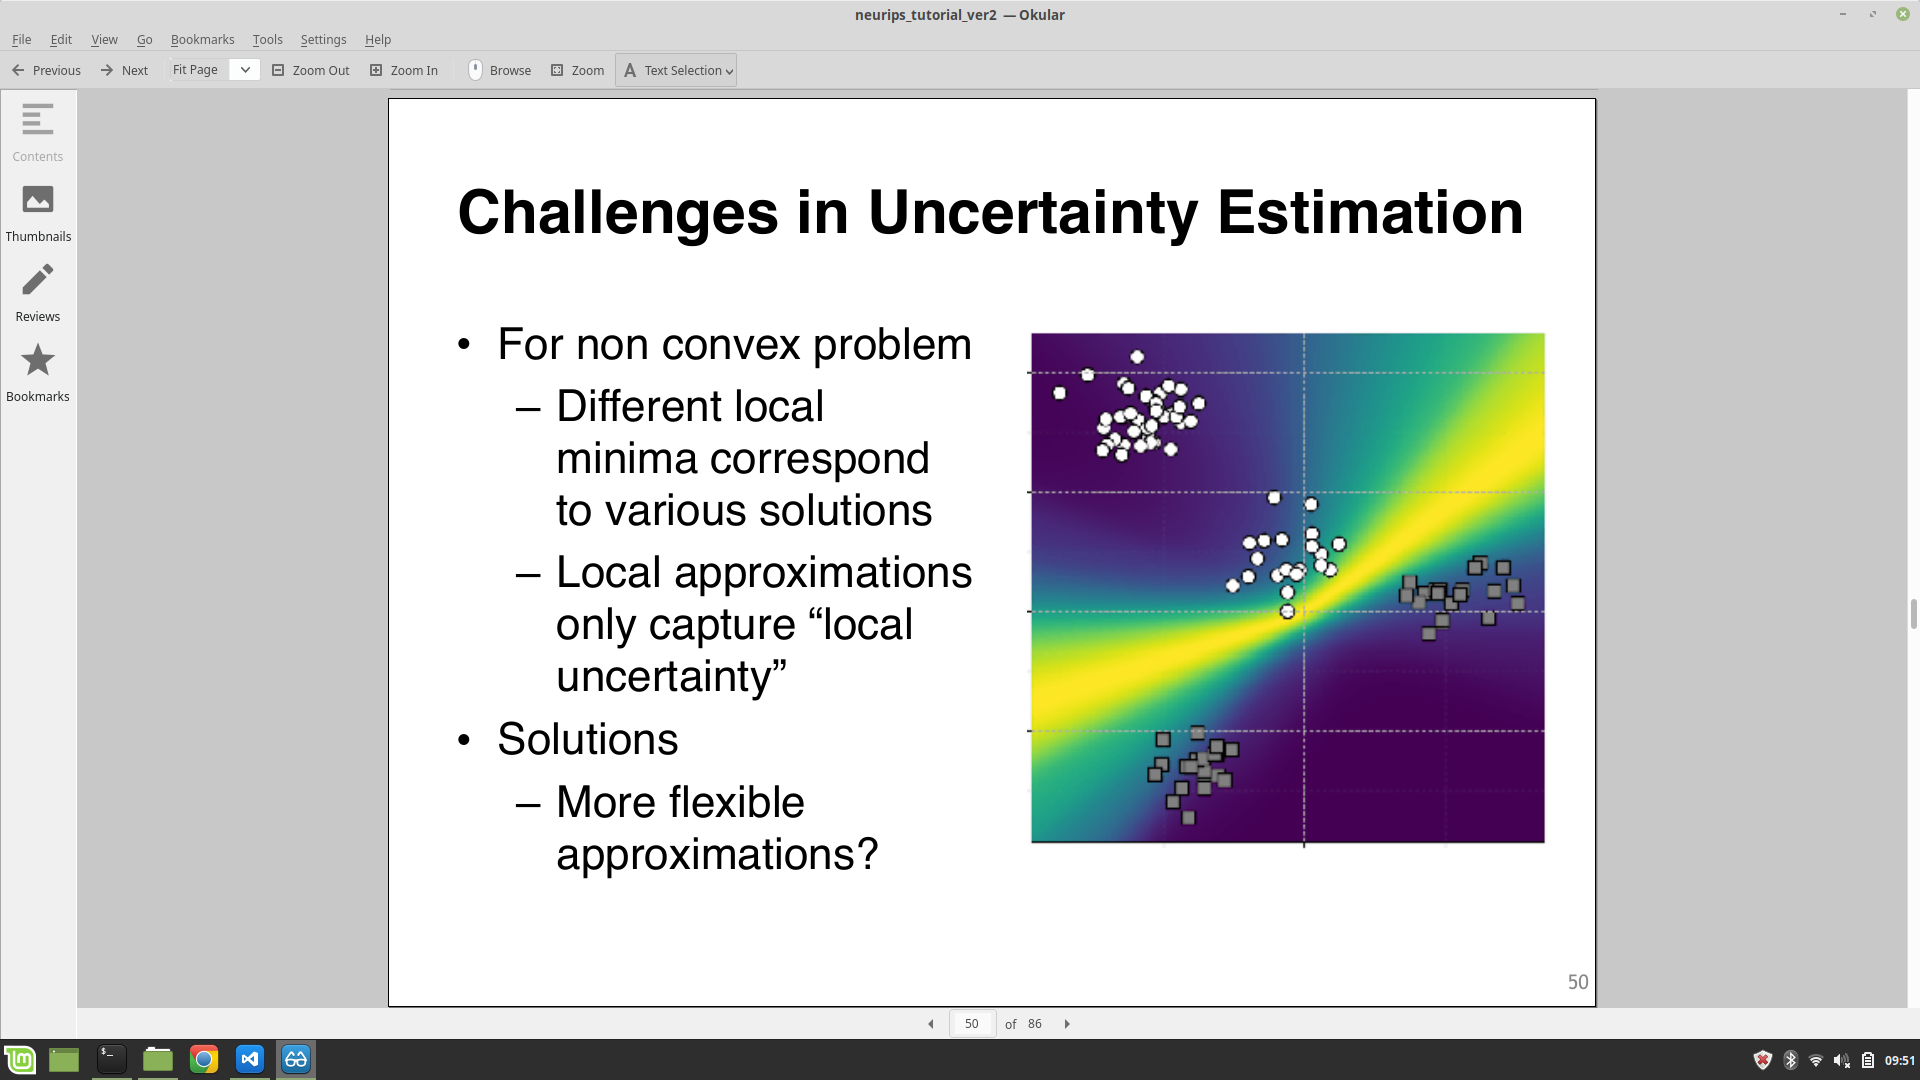 neurips_tutorial_ver2 — Okular
File Edit View Go Bookmarks Tools Settings Help
Previous Next Fit Page Zoom Out Zoom In Browse Zoom A Text Selection
Contents
Thumbnails
Reviews
Bookmarks
Challenges in Uncertainty Estimation
• For non convex problem
– Different local
minima correspond
to various solutions
– Local approximations
only capture “local
uncertainty”
• Solutions
– More flexible
approximations?
50
50 of 86
09:51